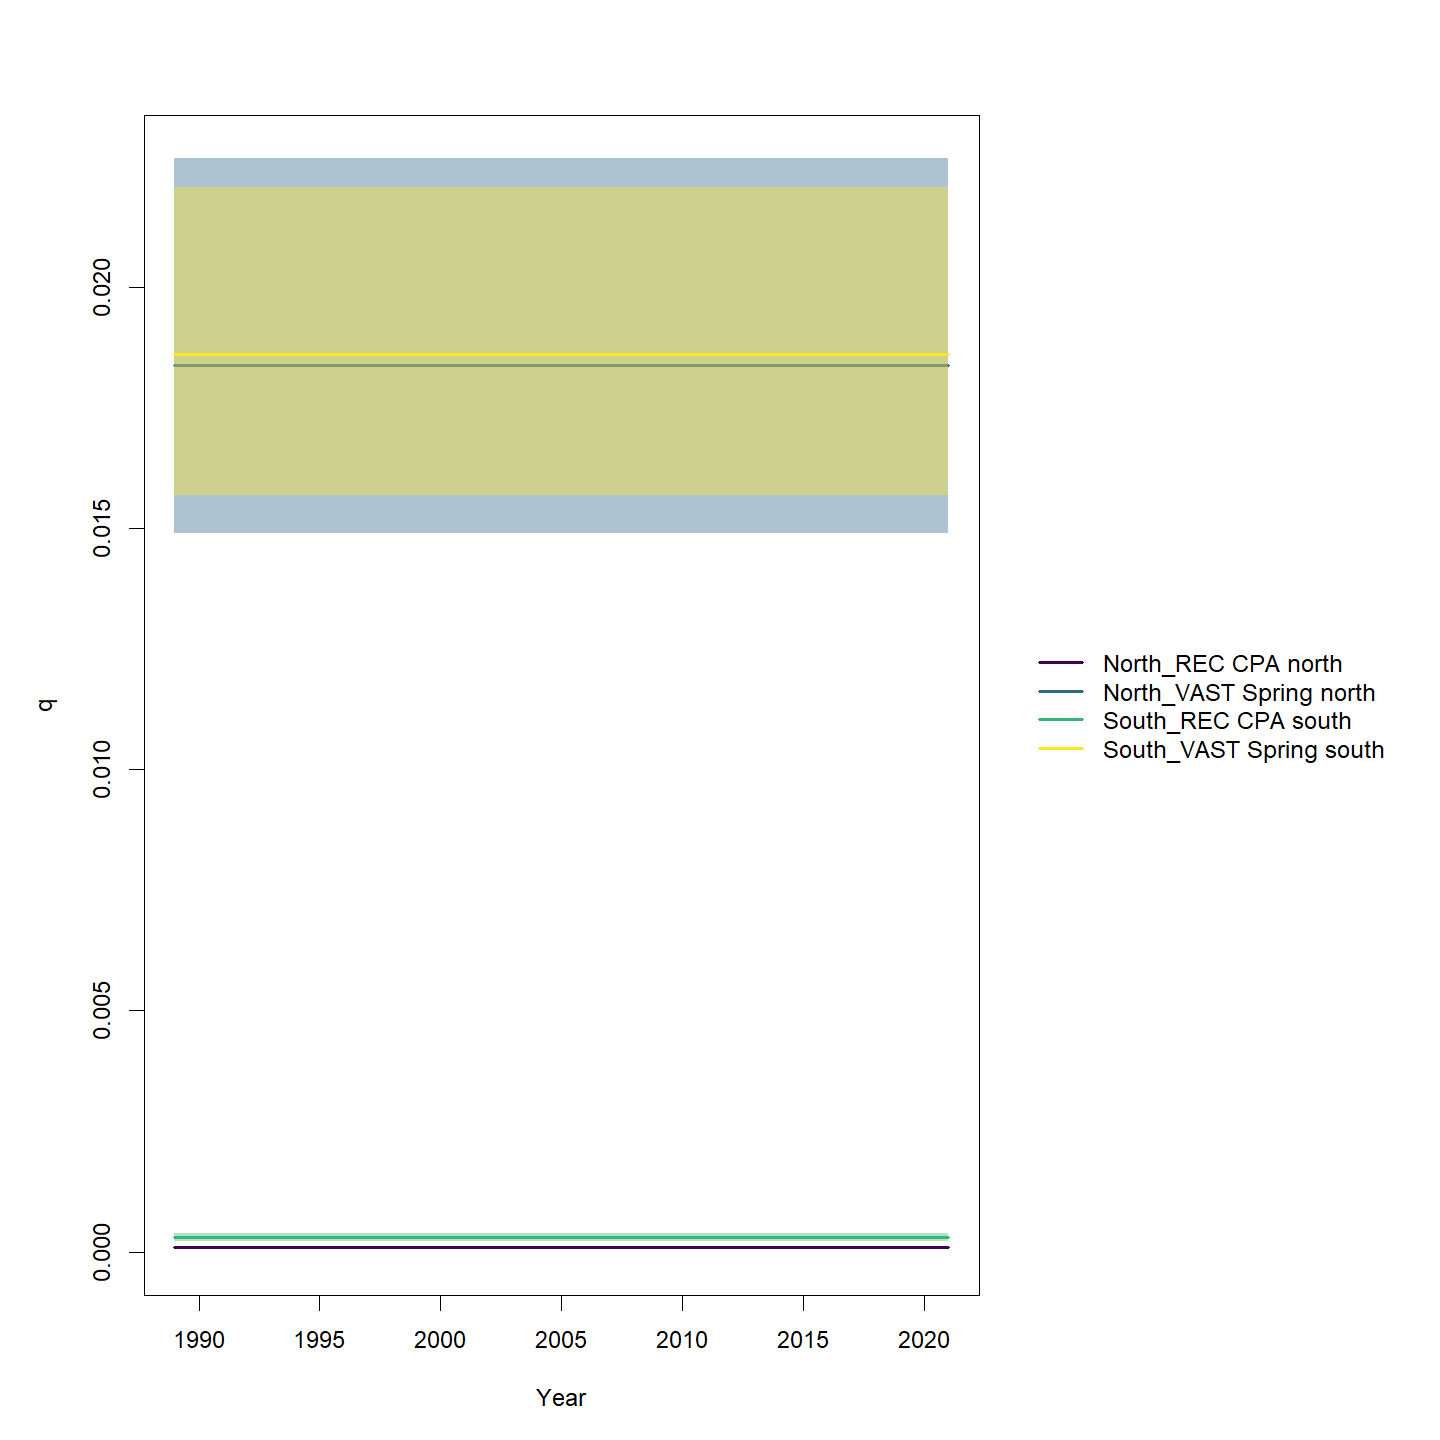 0.020
0.015
0.010
0.005
0.000
q
1990 1995 2000 2005 2010 2015 2020
Year
North_REC CPA north
North_VAST Spring north
South_REC CPA south
South_VAST Spring south